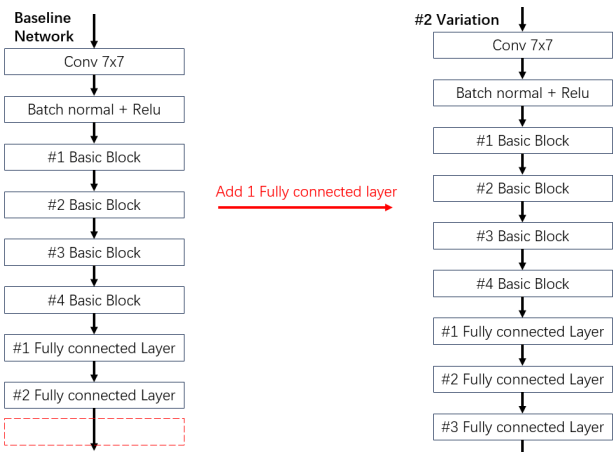 Baseline
Network
Conv 7x7
Batch normal + Relu
#1 Basic Block
#2 Basic Block
#3 Basic Block
#4 Basic Block
#1 Fully connected Layer
#2 Fully connected Layer
Add 1 Fully connected layer
#2 Variation
Conv 7x7
Batch normal + Relu
#1 Basic Block
#2 Basic Block
#3 Basic Block
#4 Basic Block
#1 Fully connected Layer
#2 Fully connected Layer
#3 Fully connected Layer